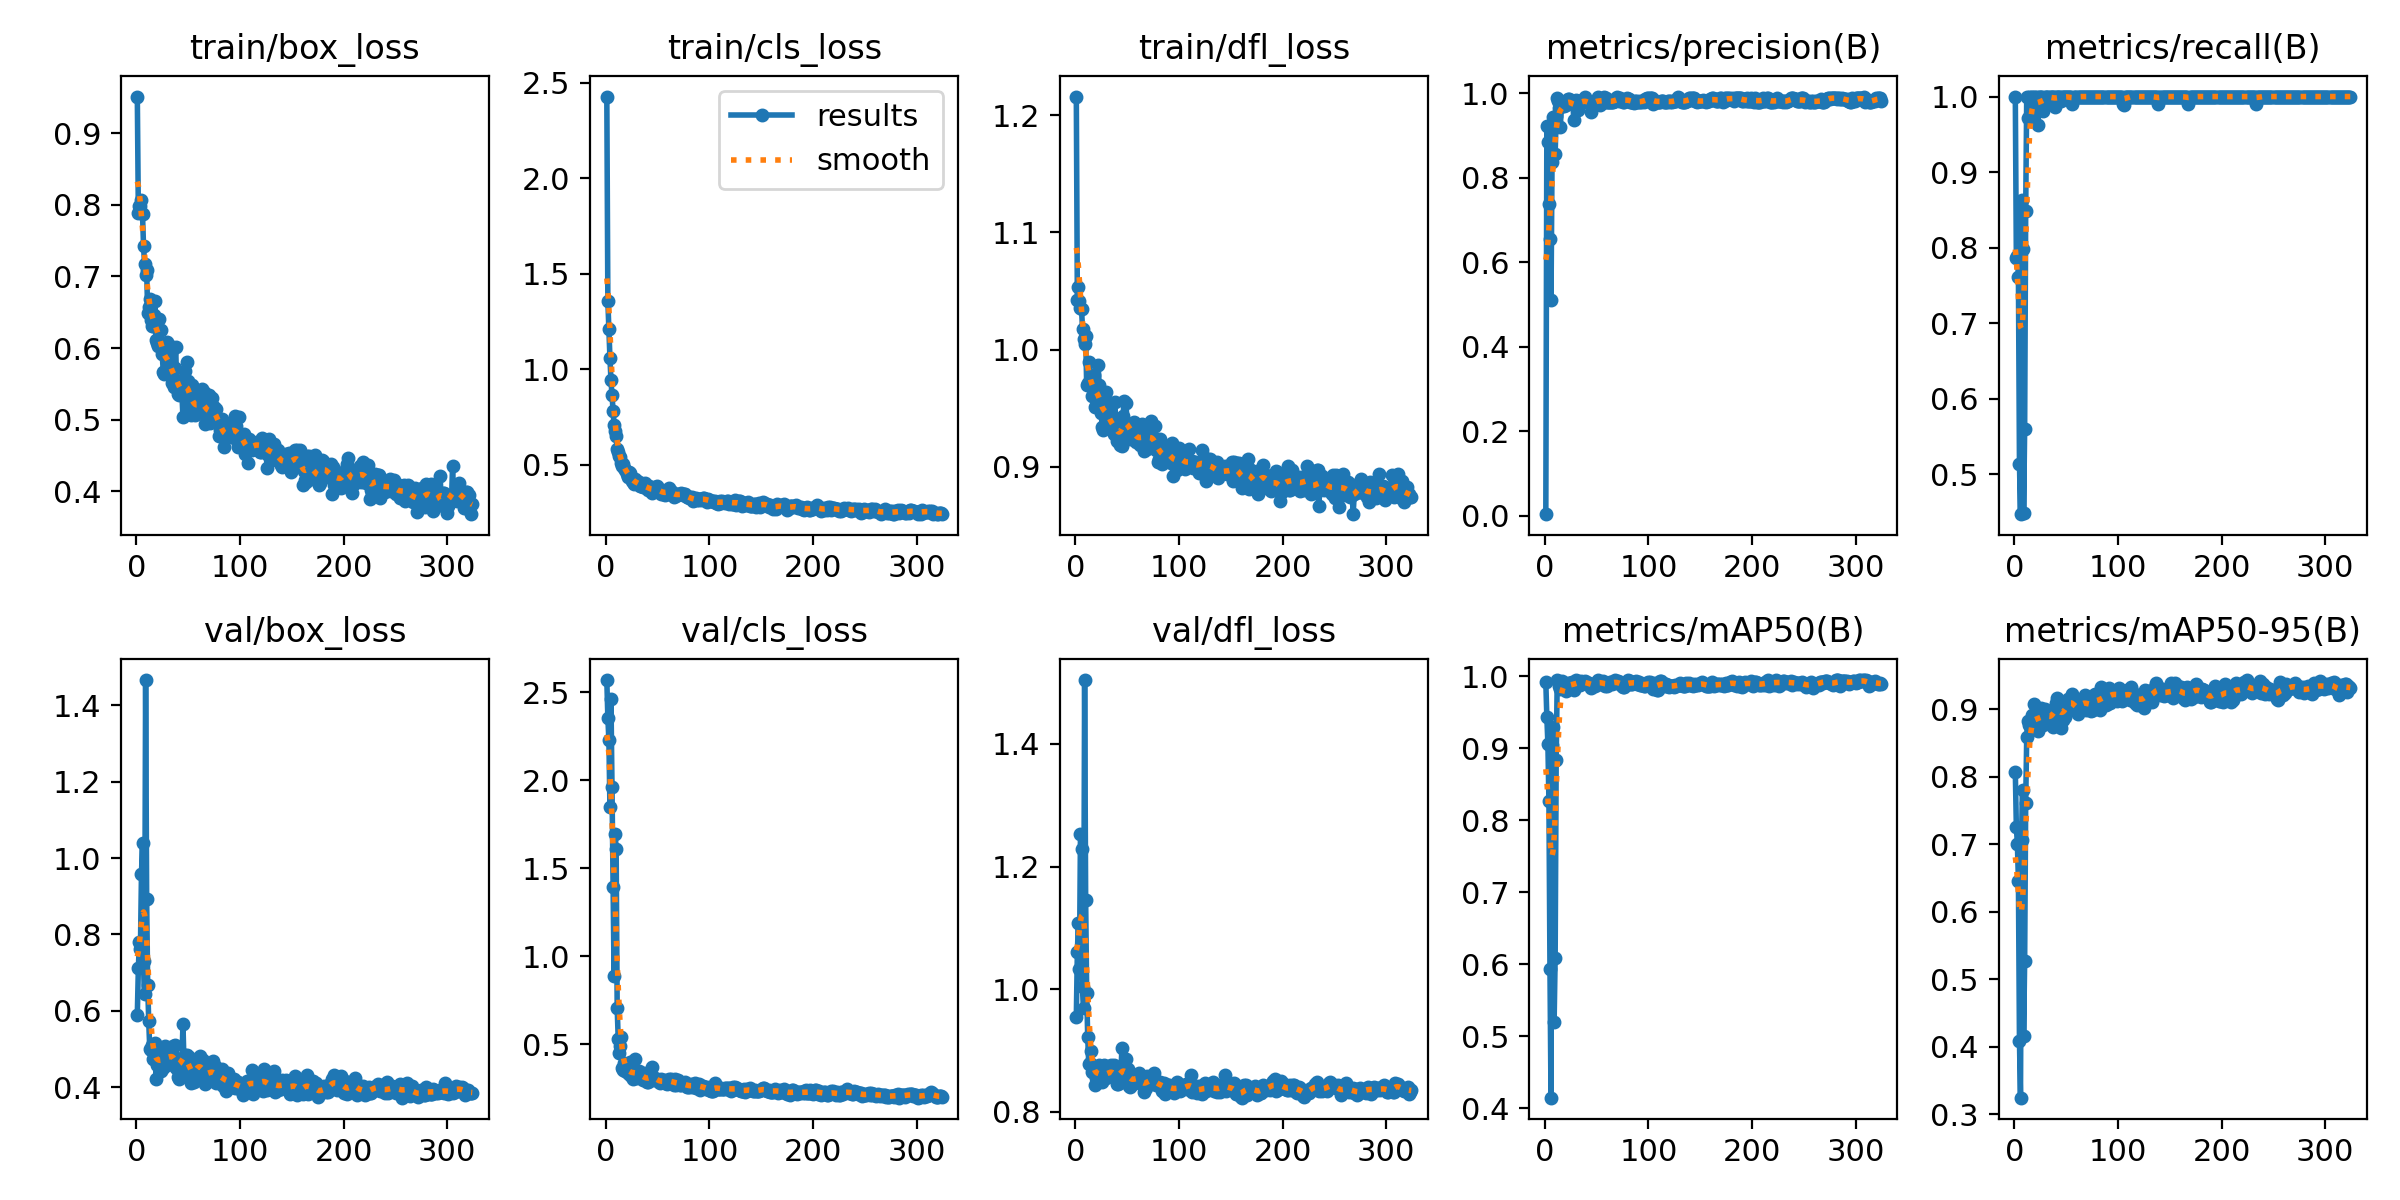 train/box_loss
0.9
0.8
0.7
0.6
0.5
0.4
0 100 200 300
train/cls_loss
results
smooth
2.5
2.0
1.5
1.0
0.5
0 100 200 300
train/dfl_loss
1.2
1.1
1.0
0.9
0 100 200 300
metrics/precision(B)
1.0
0.8
0.6
0.4
0.2
0.0
0 100 200 300
metrics/recall(B)
1.0
0.9
0.8
0.7
0.6
0.5
0 100 200 300
val/box_loss
1.4
1.2
1.0
0.8
0.6
0.4
0 100 200 300
val/cls_loss
2.5
2.0
1.5
1.0
0.5
0 100 200 300
val/dfl_loss
1.4
1.2
1.0
0.8
0 100 200 300
metrics/mAP50(B)
1.0
0.9
0.8
0.7
0.6
0.5
0.4
0 100 200 300
metrics/mAP50-95(B)
0.9
0.8
0.7
0.6
0.5
0.4
0.3
0 100 200 300